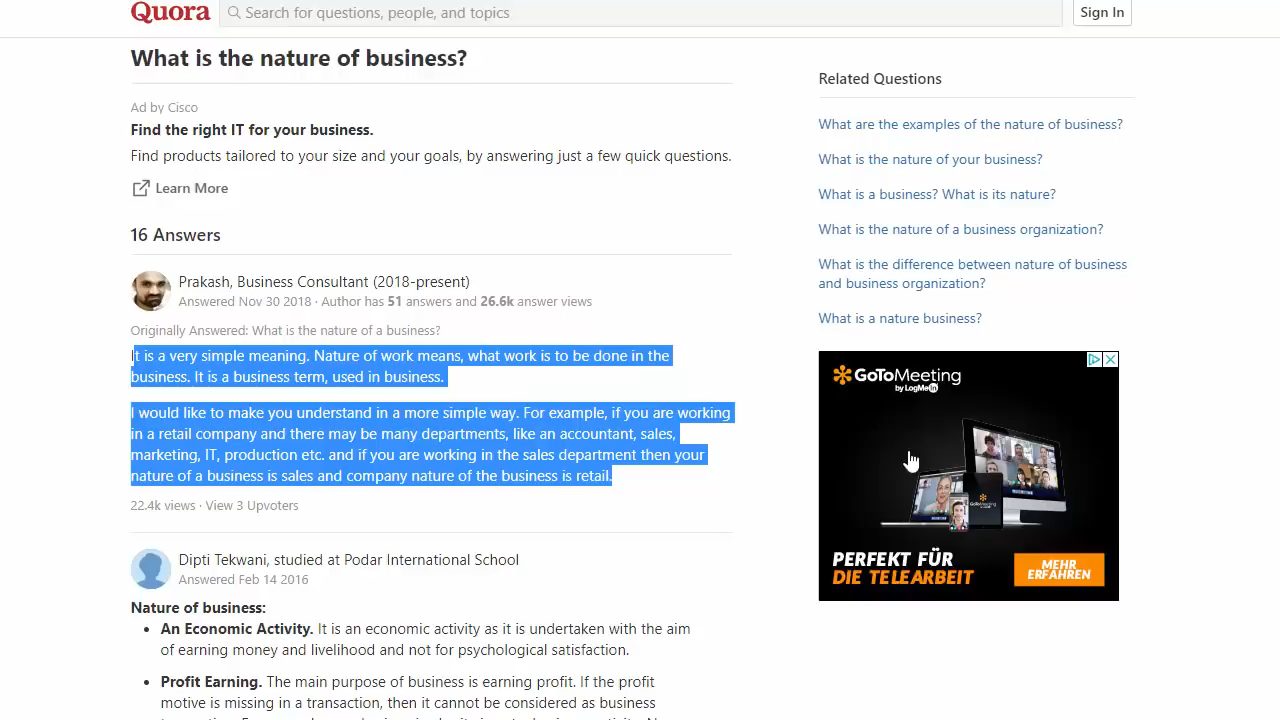 Quora
Search for questions, people, and topics
Sign In
What is the nature of business?
Ad by Cisco
Find the right IT for your business.
Find products tailored to your size and your goals, by answering just a few quick questions.
Learn More
16 Answers
Prakash, Business Consultant (2018-present)
Answered Nov 30 2018 · Author has 51 answers and 26.6k answer views
Originally Answered: What is the nature of a business?
It is a very simple meaning. Nature of work means, what work is to be done in the
business. It is a business term, used in business.
I would like to make you understand in a more simple way. For example, if you are working
in a retail company and there may be many departments, like an accountant, sales,
marketing, IT, production etc. and if you are working in the sales department then your
nature of a business is sales and company nature of the business is retail.
22.4k views · View 3 Upvoters
Dipti Tekwani, studied at Podar International School
Answered Feb 14 2016
Nature of business:
• An Economic Activity. It is an economic activity as it is undertaken with the aim
of earning money and livelihood and not for psychological satisfaction.
• Profit Earning. The main purpose of business is earning profit. If the profit
motive is missing in a transaction, then it cannot be considered as business
Related Questions
What are the examples of the nature of business?
What is the nature of your business?
What is a business? What is its nature?
What is the nature of a business organization?
What is the difference between nature of business
and business organization?
What is a nature business?
GoToMeeting
by LogMeIn
PERFEKT FÜR
DIE TELEARBEIT
MEHR
ERFAHREN